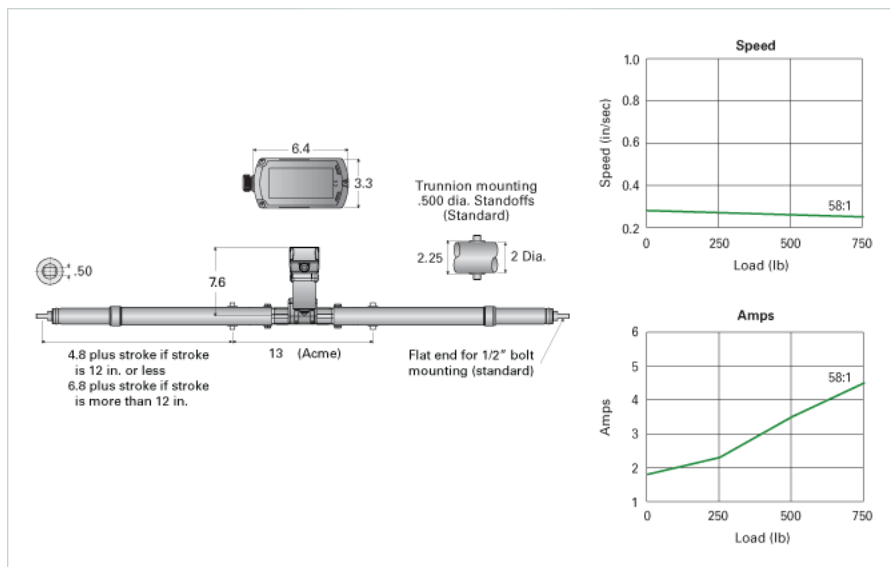 6.4
3.3
Trunnion mounting
.500 dia. Standoffs
(Standard)
2.25
2 Dia.
.50
7.6
4.8 plus stroke if stroke
is 12 in. or less
6.8 plus stroke if stroke
is more than 12 in.
13 (Acme)
Flat end for 1/2" bolt
mounting (standard)
Speed
Speed (in/sec)
1.0
0.8
0.6
0.4
0.2
58:1
0 250 500 750
Load (lb)
Amps
Amps
6
5
4
3
2
1
58:1
0 250 500 750
Load (lb)